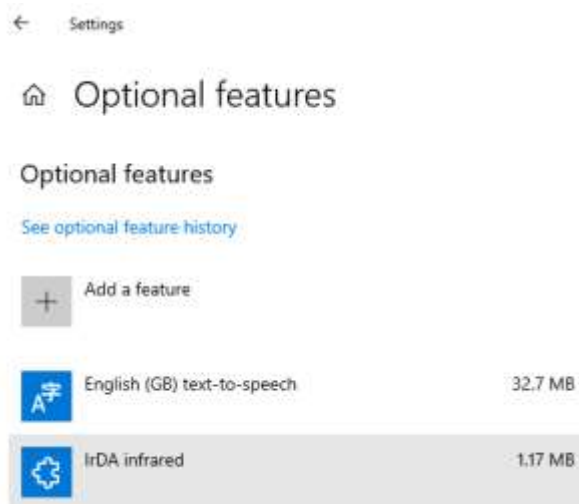 Settings
Optional features
Optional features
See optional feature history
Add a feature
English (GB) text-to-speech 32.7 MB
IrDA infrared 1.17 MB